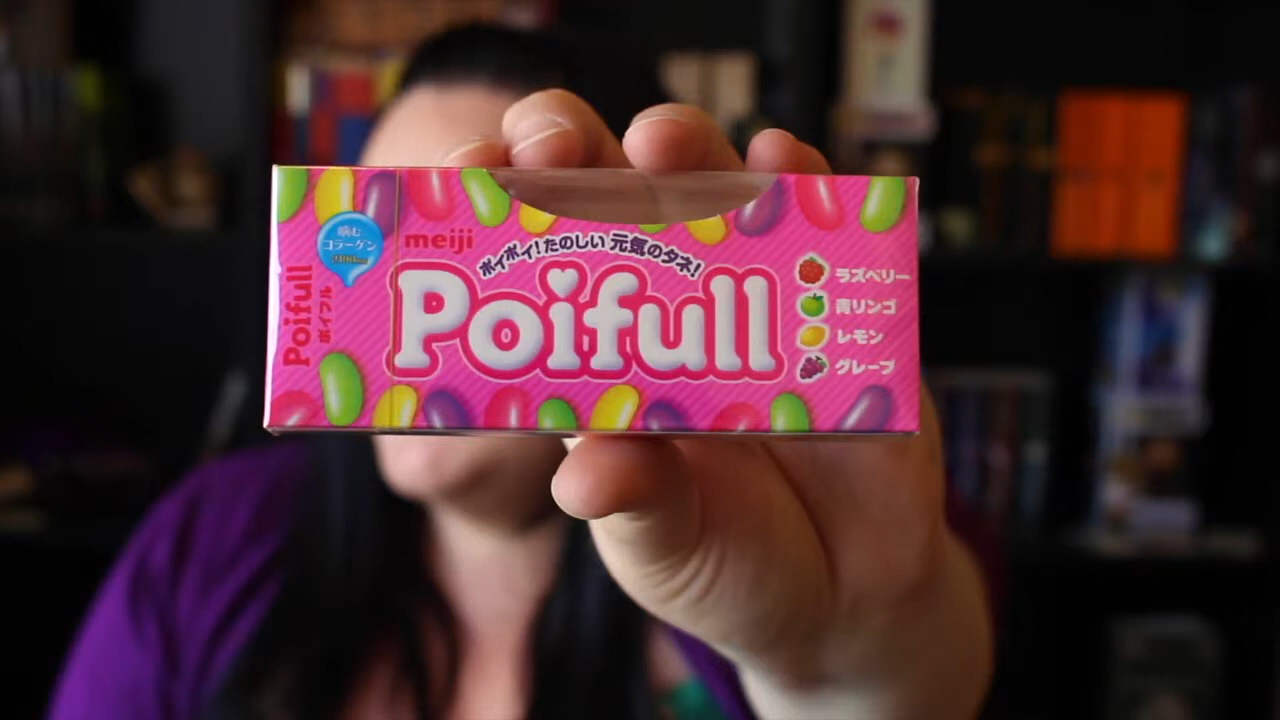 噛む
コラーゲン
Poifull
ポイフル
meiji
ポイポイ!たのしい 元気のタネ!
Poifull
ラズベリー
青リンゴ
レモン
グレープ